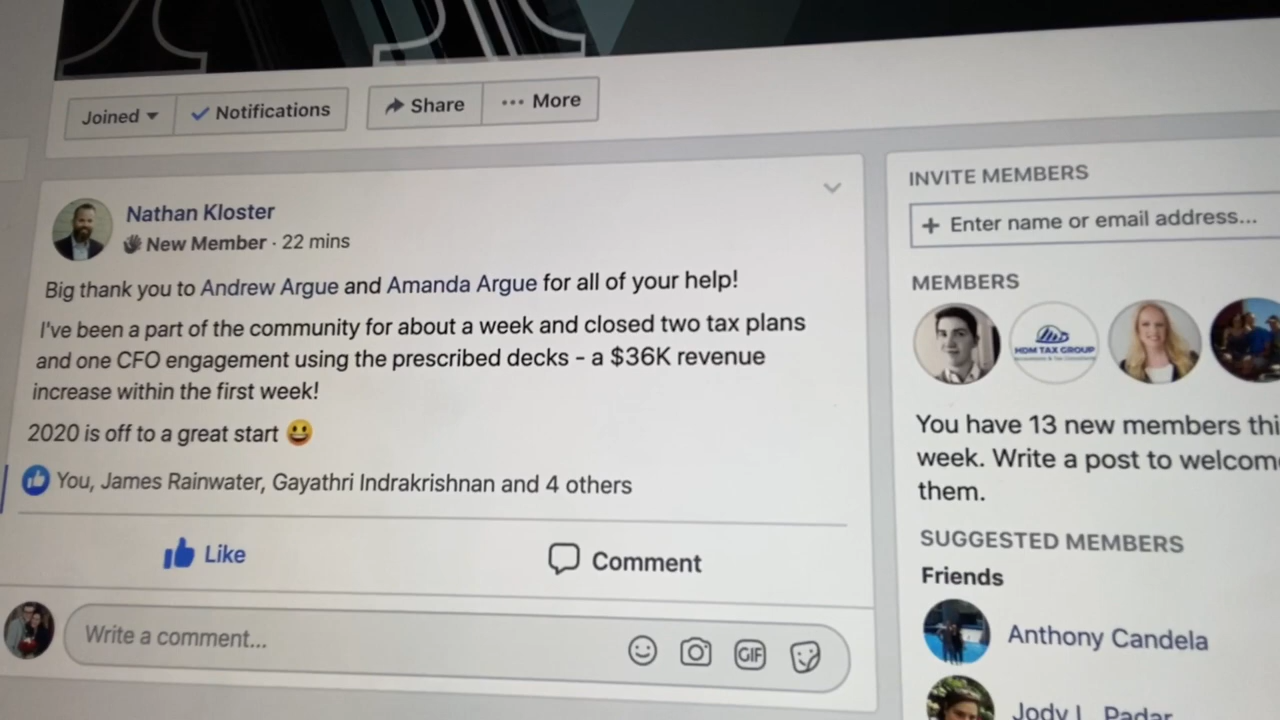 Joined
Notifications
Share
More
Nathan Kloster
New Member · 22 mins
Big thank you to Andrew Argue and Amanda Argue for all of your help!
I've been a part of the community for about a week and closed two tax plans
and one CFO engagement using the prescribed decks - a $36K revenue
increase within the first week!
2020 is off to a great start
You, James Rainwater, Gayathri Indrakrishnan and 4 others
Like
Comment
Write a comment...
GIF
INVITE MEMBERS
+ Enter name or email address...
MEMBERS
HDM TAX GROUP
You have 13 new members thi
week. Write a post to welcom
them.
SUGGESTED MEMBERS
Friends
Anthony Candela
Jody L. Padar